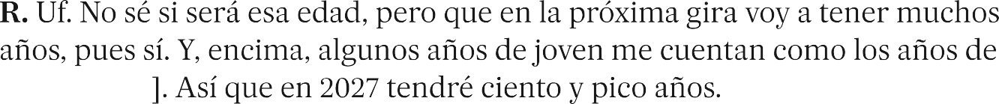 R. Uf. No sé si será esa edad, pero que en la próxima gira voy a tener muchos
años, pues sí. Y, encima, algunos años de joven me cuentan como los años de
]. Así que en 2027 tendré ciento y pico años.